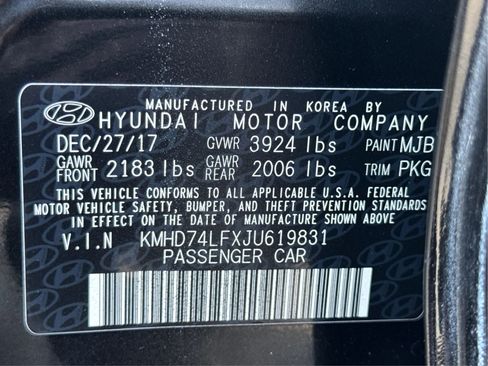 MANUFACTURED IN KOREA BY
HYUNDAI MOTOR COMPANY
DEC/27/17 GVWR 3924 lbs PAINT MJB
GAWR FRONT 2183 lbs GAWR REAR 2006 lbs TRIM PKG
THIS VEHICLE CONFORMS TO ALL APPLICABLE U.S.A. FEDERAL
MOTOR VEHICLE SAFETY, BUMPER, AND THEFT PREVENTION STANDARDS
IN EFFECT ON THE DATE OF MANUFACTURE SHOWN ABOVE.
V.I.N KMHD74LFXJU619831
PASSENGER CAR